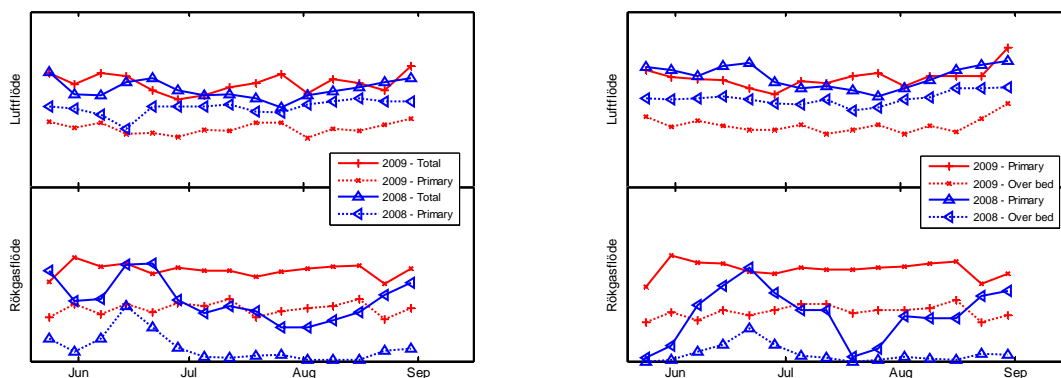 Luftflöde
2009 - Total
2009 - Primary
2008 - Total
2008 - Primary
Rökgasflöde
Jun
Jul
Aug
Sep
Luftflöde
2009 - Primary
2009 - Over bed
2008 - Primary
2008 - Over bed
Rökgasflöde
Jun
Jul
Aug
Sep